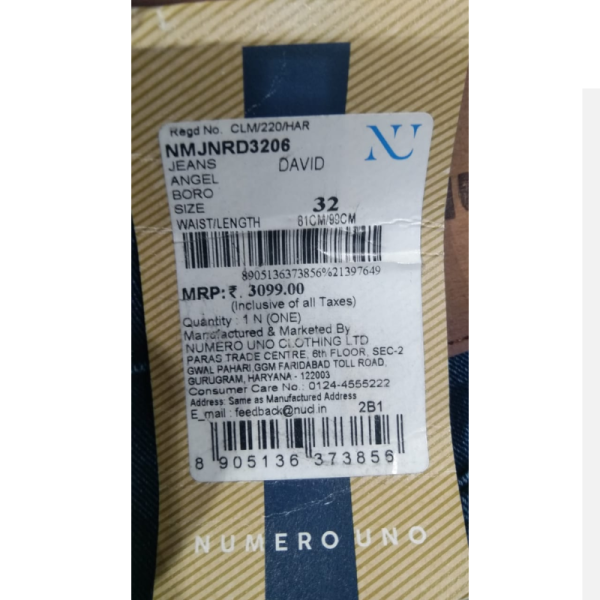 Regd No. CLM/220/HAR
NU
NMJNRD3206
JEANS DAVID
ANGEL
BORO
SIZE 32
WAIST/LENGTH 81CM/99CM
8905136373856%21397649
MRP:₹. 3099.00
(Inclusive of all Taxes)
Quantity : 1 N (ONE)
Manufactured & Marketed By
NUMERO UNO CLOTHING LTD
PARAS TRADE CENTRE, 6th FLOOR, SEC-2
GWAL PAHARI,GGM FARIDABAD TOLL ROAD,
GURUGRAM, HARYANA - 122003
Consumer Care No.: 0124-4555222
Address: Same as Manufactured Address
E_mail : feedback@nucl.in 2B1
8 905136 373856
NUMERO UNO